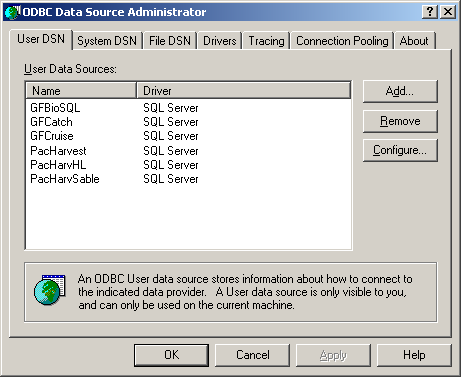 ODBC Data Source Administrator
User DSN System DSN File DSN Drivers Tracing Connection Pooling About
User Data Sources:
Name Driver
GFBioSQL SQL Server
GFCatch SQL Server
GFCruise SQL Server
PacHarvest SQL Server
PacHarvHL SQL Server
PacHarvSable SQL Server
Add...
Remove
Configure...
An ODBC User data source stores information about how to connect to
the indicated data provider. A User data source is only visible to you,
and can only be used on the current machine.
OK Cancel Apply Help